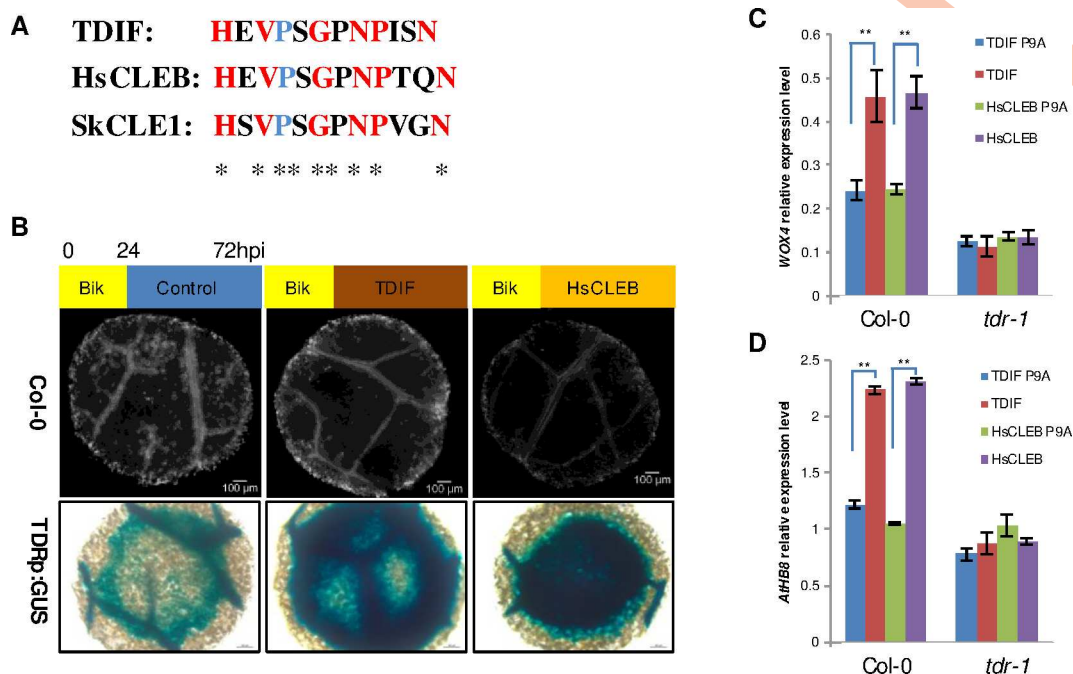 A
TDIF: HEVPSGPNPISN
HsCLEB: HEVPSGPNPTQN
SkCLE1: HSVPSGPNPVGN
* * ** ** * * *
B
0 24 72hpi
Bik Control Bik TDIF Bik HsCLEB
Col-0
100 µm 100 µm 100 µm
TDRp:GUS
C
WOX4 relative expression level
0.6
0.5
0.4
0.3
0.2
0.1
0
** **
TDIF P9A
TDIF
HsCLEB P9A
HsCLEB
Col-0 tdr-1
D
AtHB8 relative expression level
2.5
2
1.5
1
0.5
0
** **
TDIF P9A
TDIF
HsCLEB P9A
HsCLEB
Col-0 tdr-1